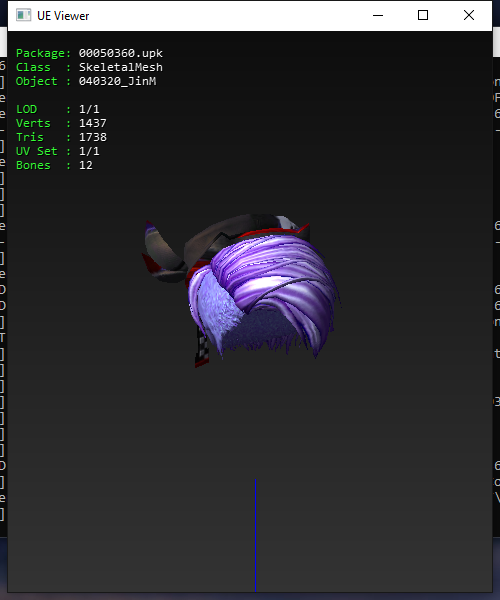 UE Viewer
Package: 00050360.upk
Class : SkeletalMesh
Object : 040320_JinM
LOD : 1/1
Verts : 1437
Tris : 1738
UV Set : 1/1
Bones : 12